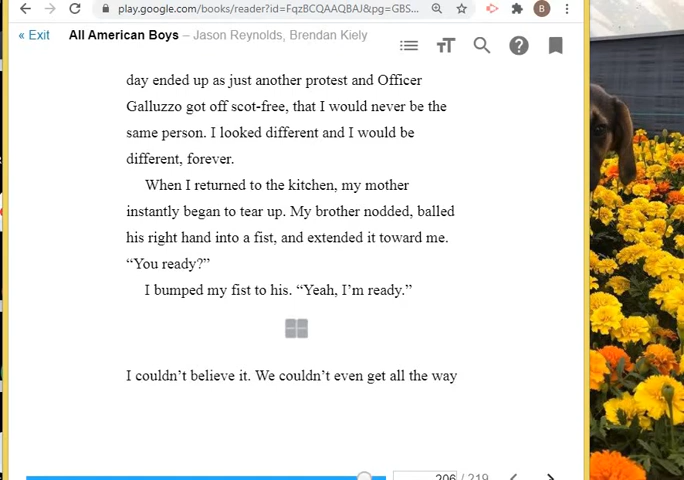 play.google.com/books/reader?id=FqzBCQAAQBAJ&pg=GBS...
B
« Exit All American Boys – Jason Reynolds, Brendan Kiely
тT ?
day ended up as just another protest and Officer
Galluzzo got off scot-free, that I would never be the
same person. I looked different and I would be
different, forever.
When I returned to the kitchen, my mother
instantly began to tear up. My brother nodded, balled
his right hand into a fist, and extended it toward me.
“You ready?”
I bumped my fist to his. “Yeah, I’m ready.”
I couldn’t believe it. We couldn’t even get all the way
206 / 219